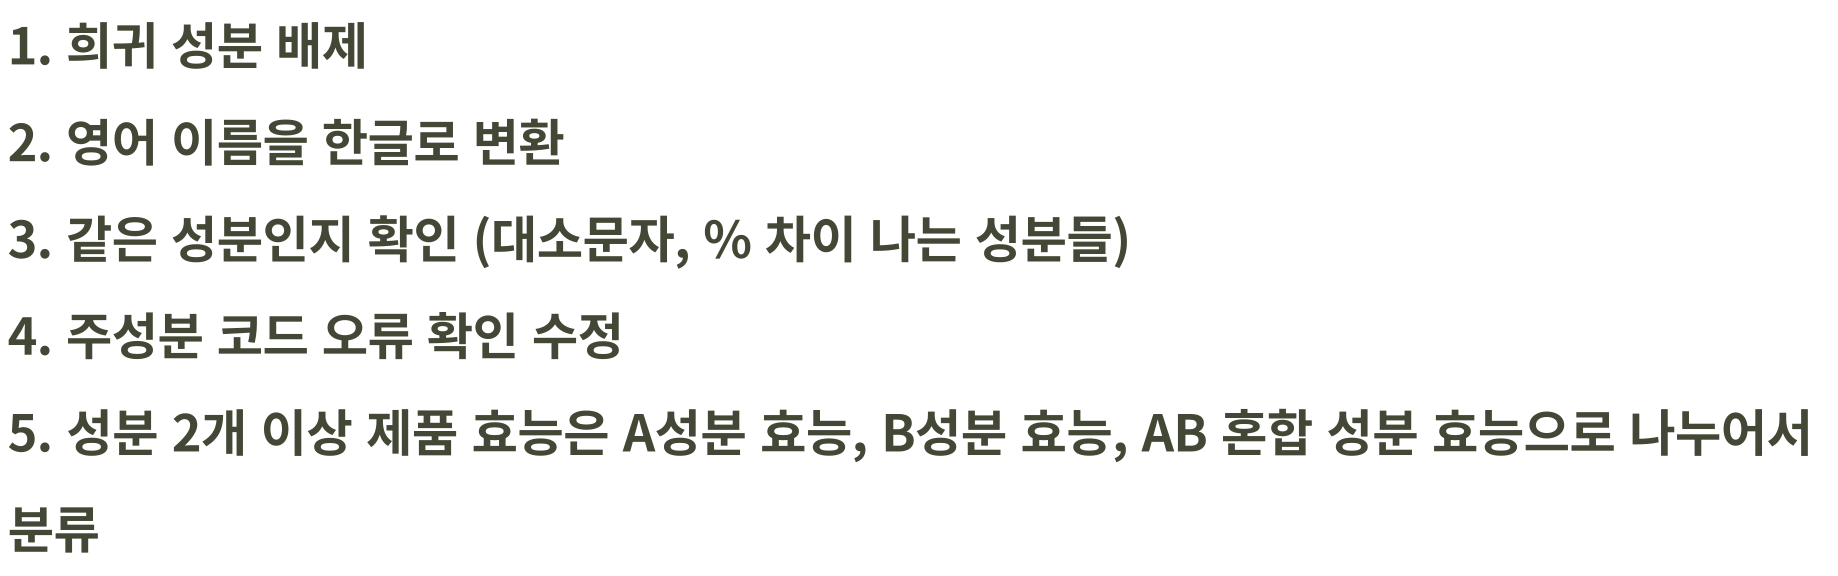 1. 희귀 성분 배제
2. 영어 이름을 한글로 변환
3. 같은 성분인지 확인 (대소문자, % 차이 나는 성분들)
4. 주성분 코드 오류 확인 수정
5. 성분 2개 이상 제품 효능은 A성분 효능, B성분 효능, AB 혼합 성분 효능으로 나누어서
분류